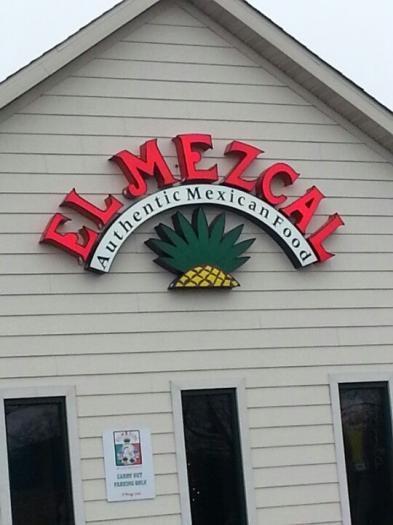 EL MEZCAL
Authentic Mexican Food
CARRY OUT
PARKING ONLY